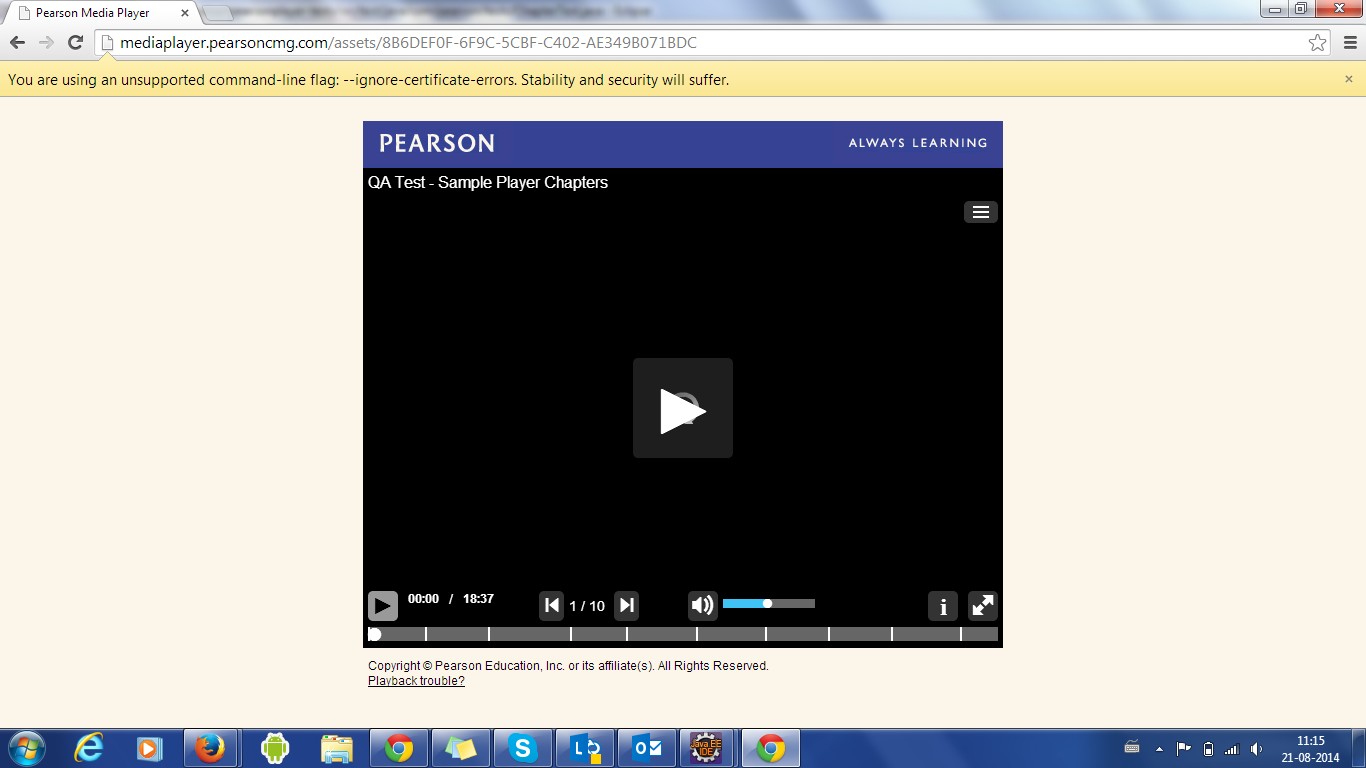 Pearson Media Player
mediaplayer.pearsoncmg.com/assets/8B6DEF0F-6F9C-5CBF-C402-AE349B071BDC
You are using an unsupported command-line flag: --ignore-certificate-errors. Stability and security will suffer.
PEARSON
ALWAYS LEARNING
QA Test - Sample Player Chapters
00:00 / 18:37
1 / 10
i
Copyright © Pearson Education, Inc. or its affiliate(s). All Rights Reserved.
Playback trouble?
Java EE
IDE
11:15
21-08-2014